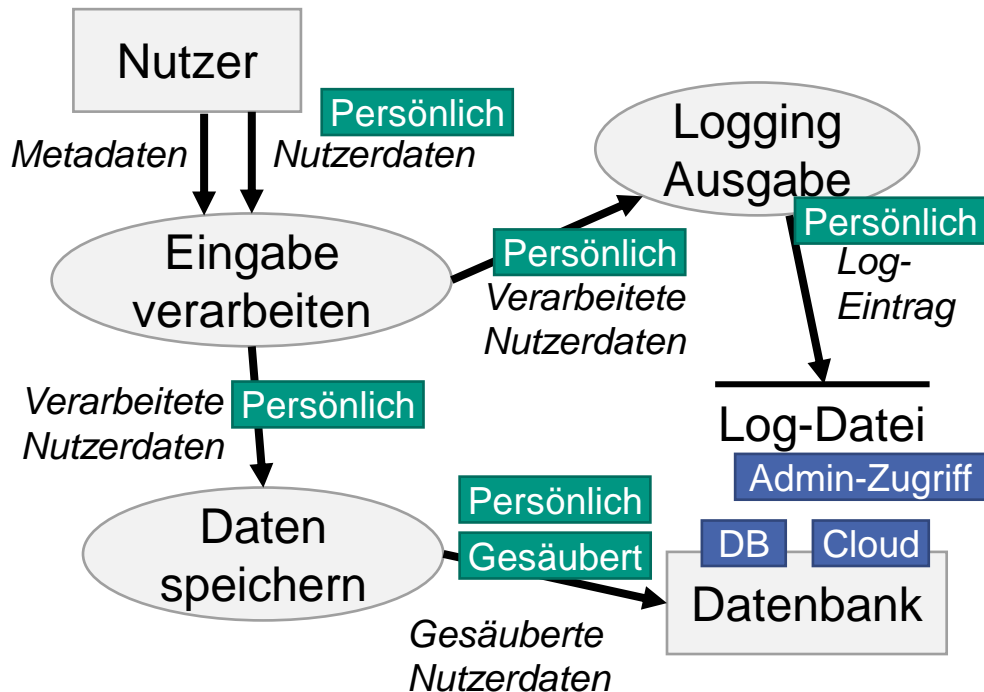 Nutzer
Persönlich
Metadaten
Nutzerdaten
Logging
Ausgabe
Persönlich
Log-
Eintrag
Eingabe
verarbeiten
Persönlich
Verarbeitete
Nutzerdaten
Verarbeitete
Nutzerdaten
Persönlich
Log-Datei
Admin-Zugriff
Daten
speichern
Persönlich
Gesäubert
Gesäuberte
Nutzerdaten
DB
Cloud
Datenbank